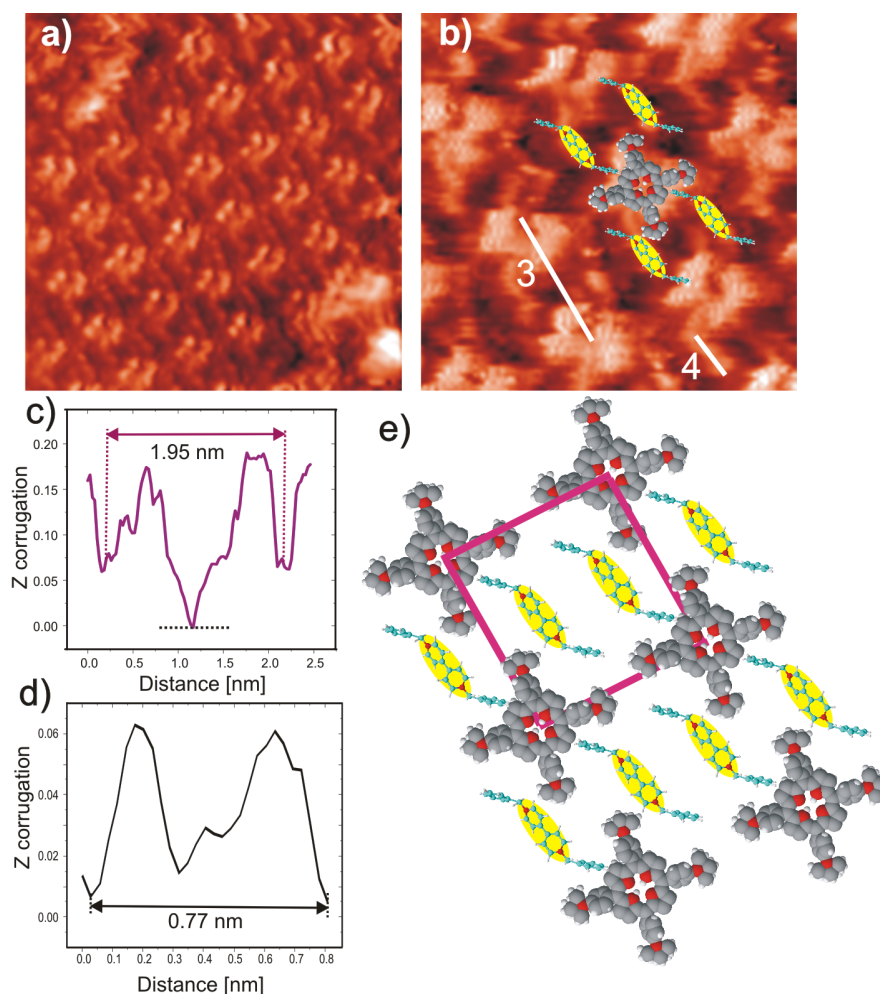 a)
b)
3
4
c)
1.95 nm
0.20
0.15
0.10
0.05
0.00
Z corrugation
0.0 0.5 1.0 1.5 2.0 2.5
Distance [nm]
d)
0.06
0.04
0.02
0.00
Z corrugation
0.77 nm
0.0 0.1 0.2 0.3 0.4 0.5 0.6 0.7 0.8
Distance [nm]
e)